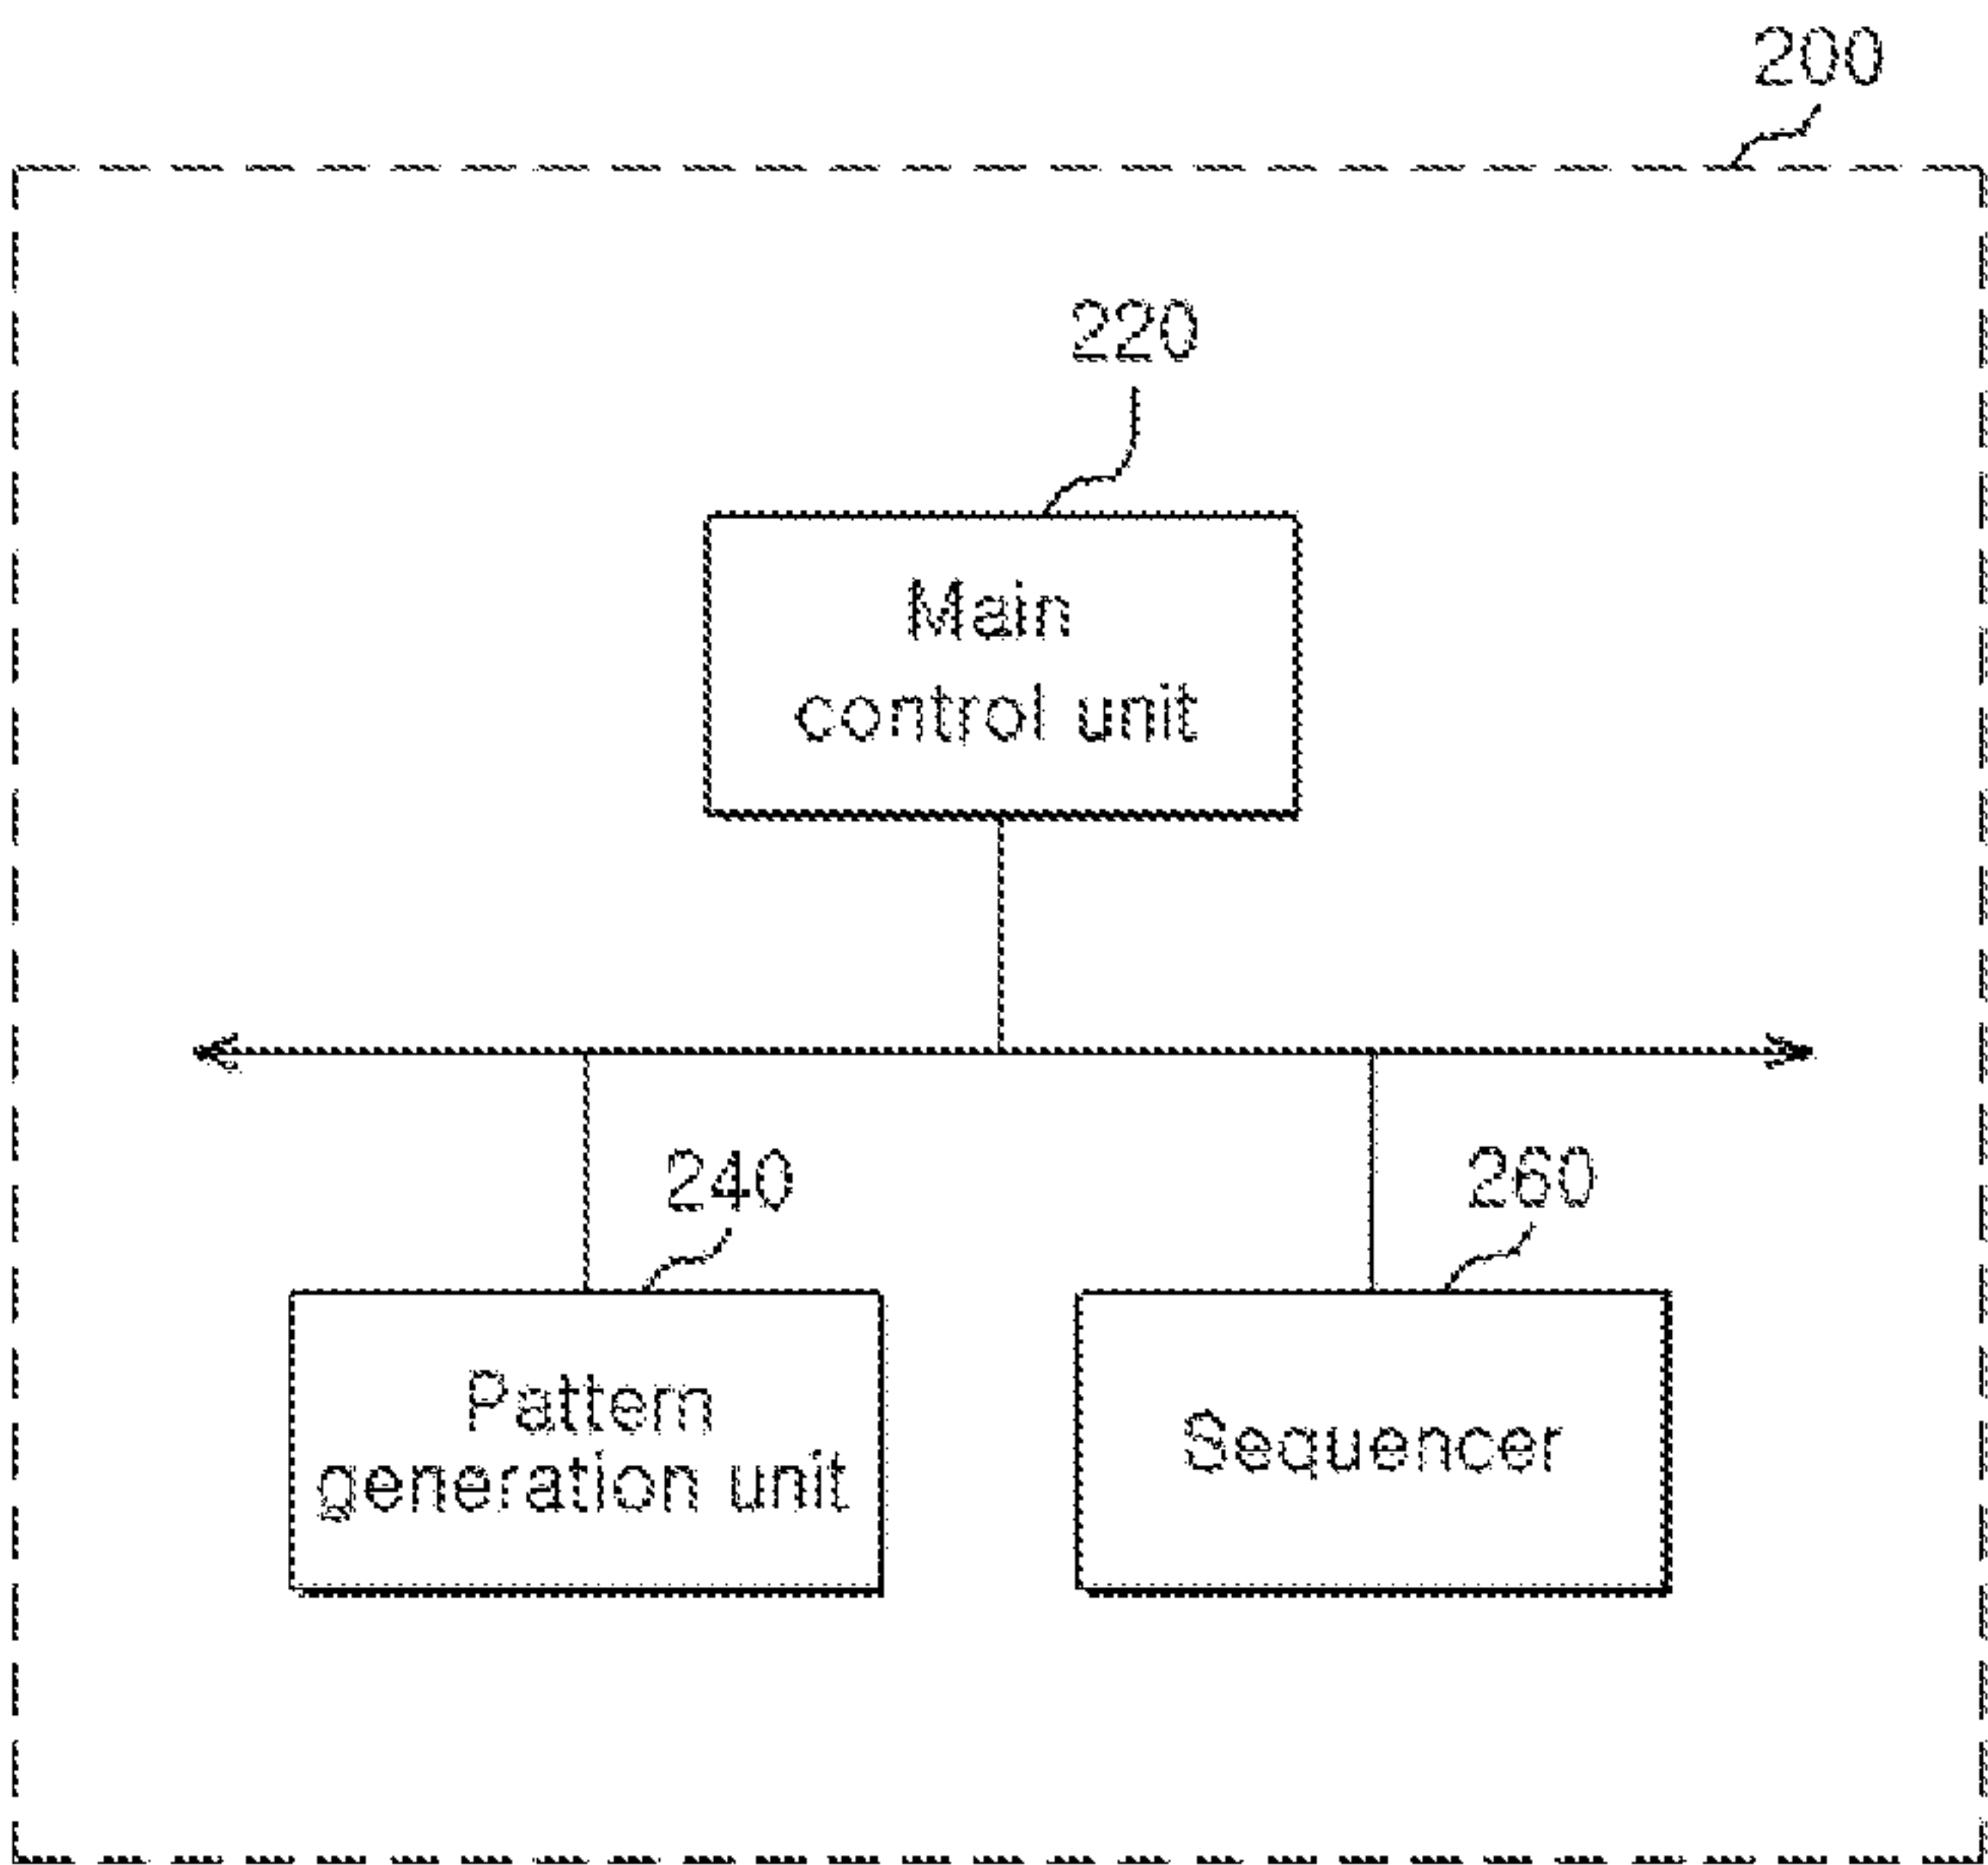 200
220
Main
control unit
240
260
Pattern
generation unit
Sequencer